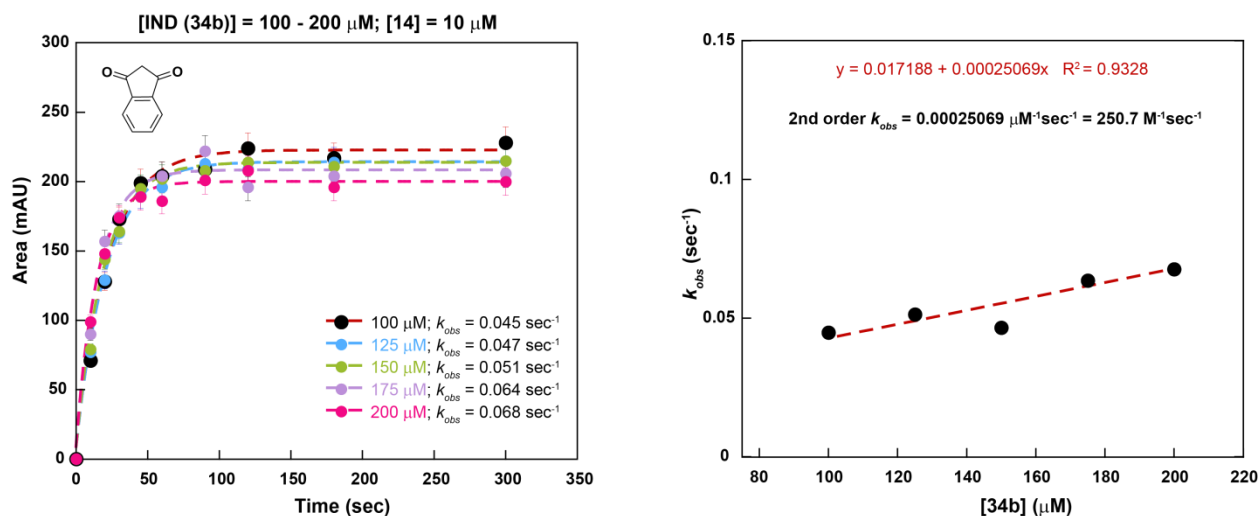 [IND (34b)] = 100 - 200 μM; [14] = 10 μM
300
250
200
150
100
50
0
Area (mAU)
O
O
100 μM; kobs = 0.045 sec-1
125 μM; kobs = 0.047 sec-1
150 μM; kobs = 0.051 sec-1
175 μM; kobs = 0.064 sec-1
200 μM; kobs = 0.068 sec-1
0 50 100 150 200 250 300 350
Time (sec)
0.15
0.1
0.05
0
kobs (sec-1)
y = 0.017188 + 0.00025069x R2 = 0.9328
2nd order kobs = 0.00025069 μM-1sec-1 = 250.7 M-1sec-1
80 100 120 140 160 180 200 220
[34b] (μM)